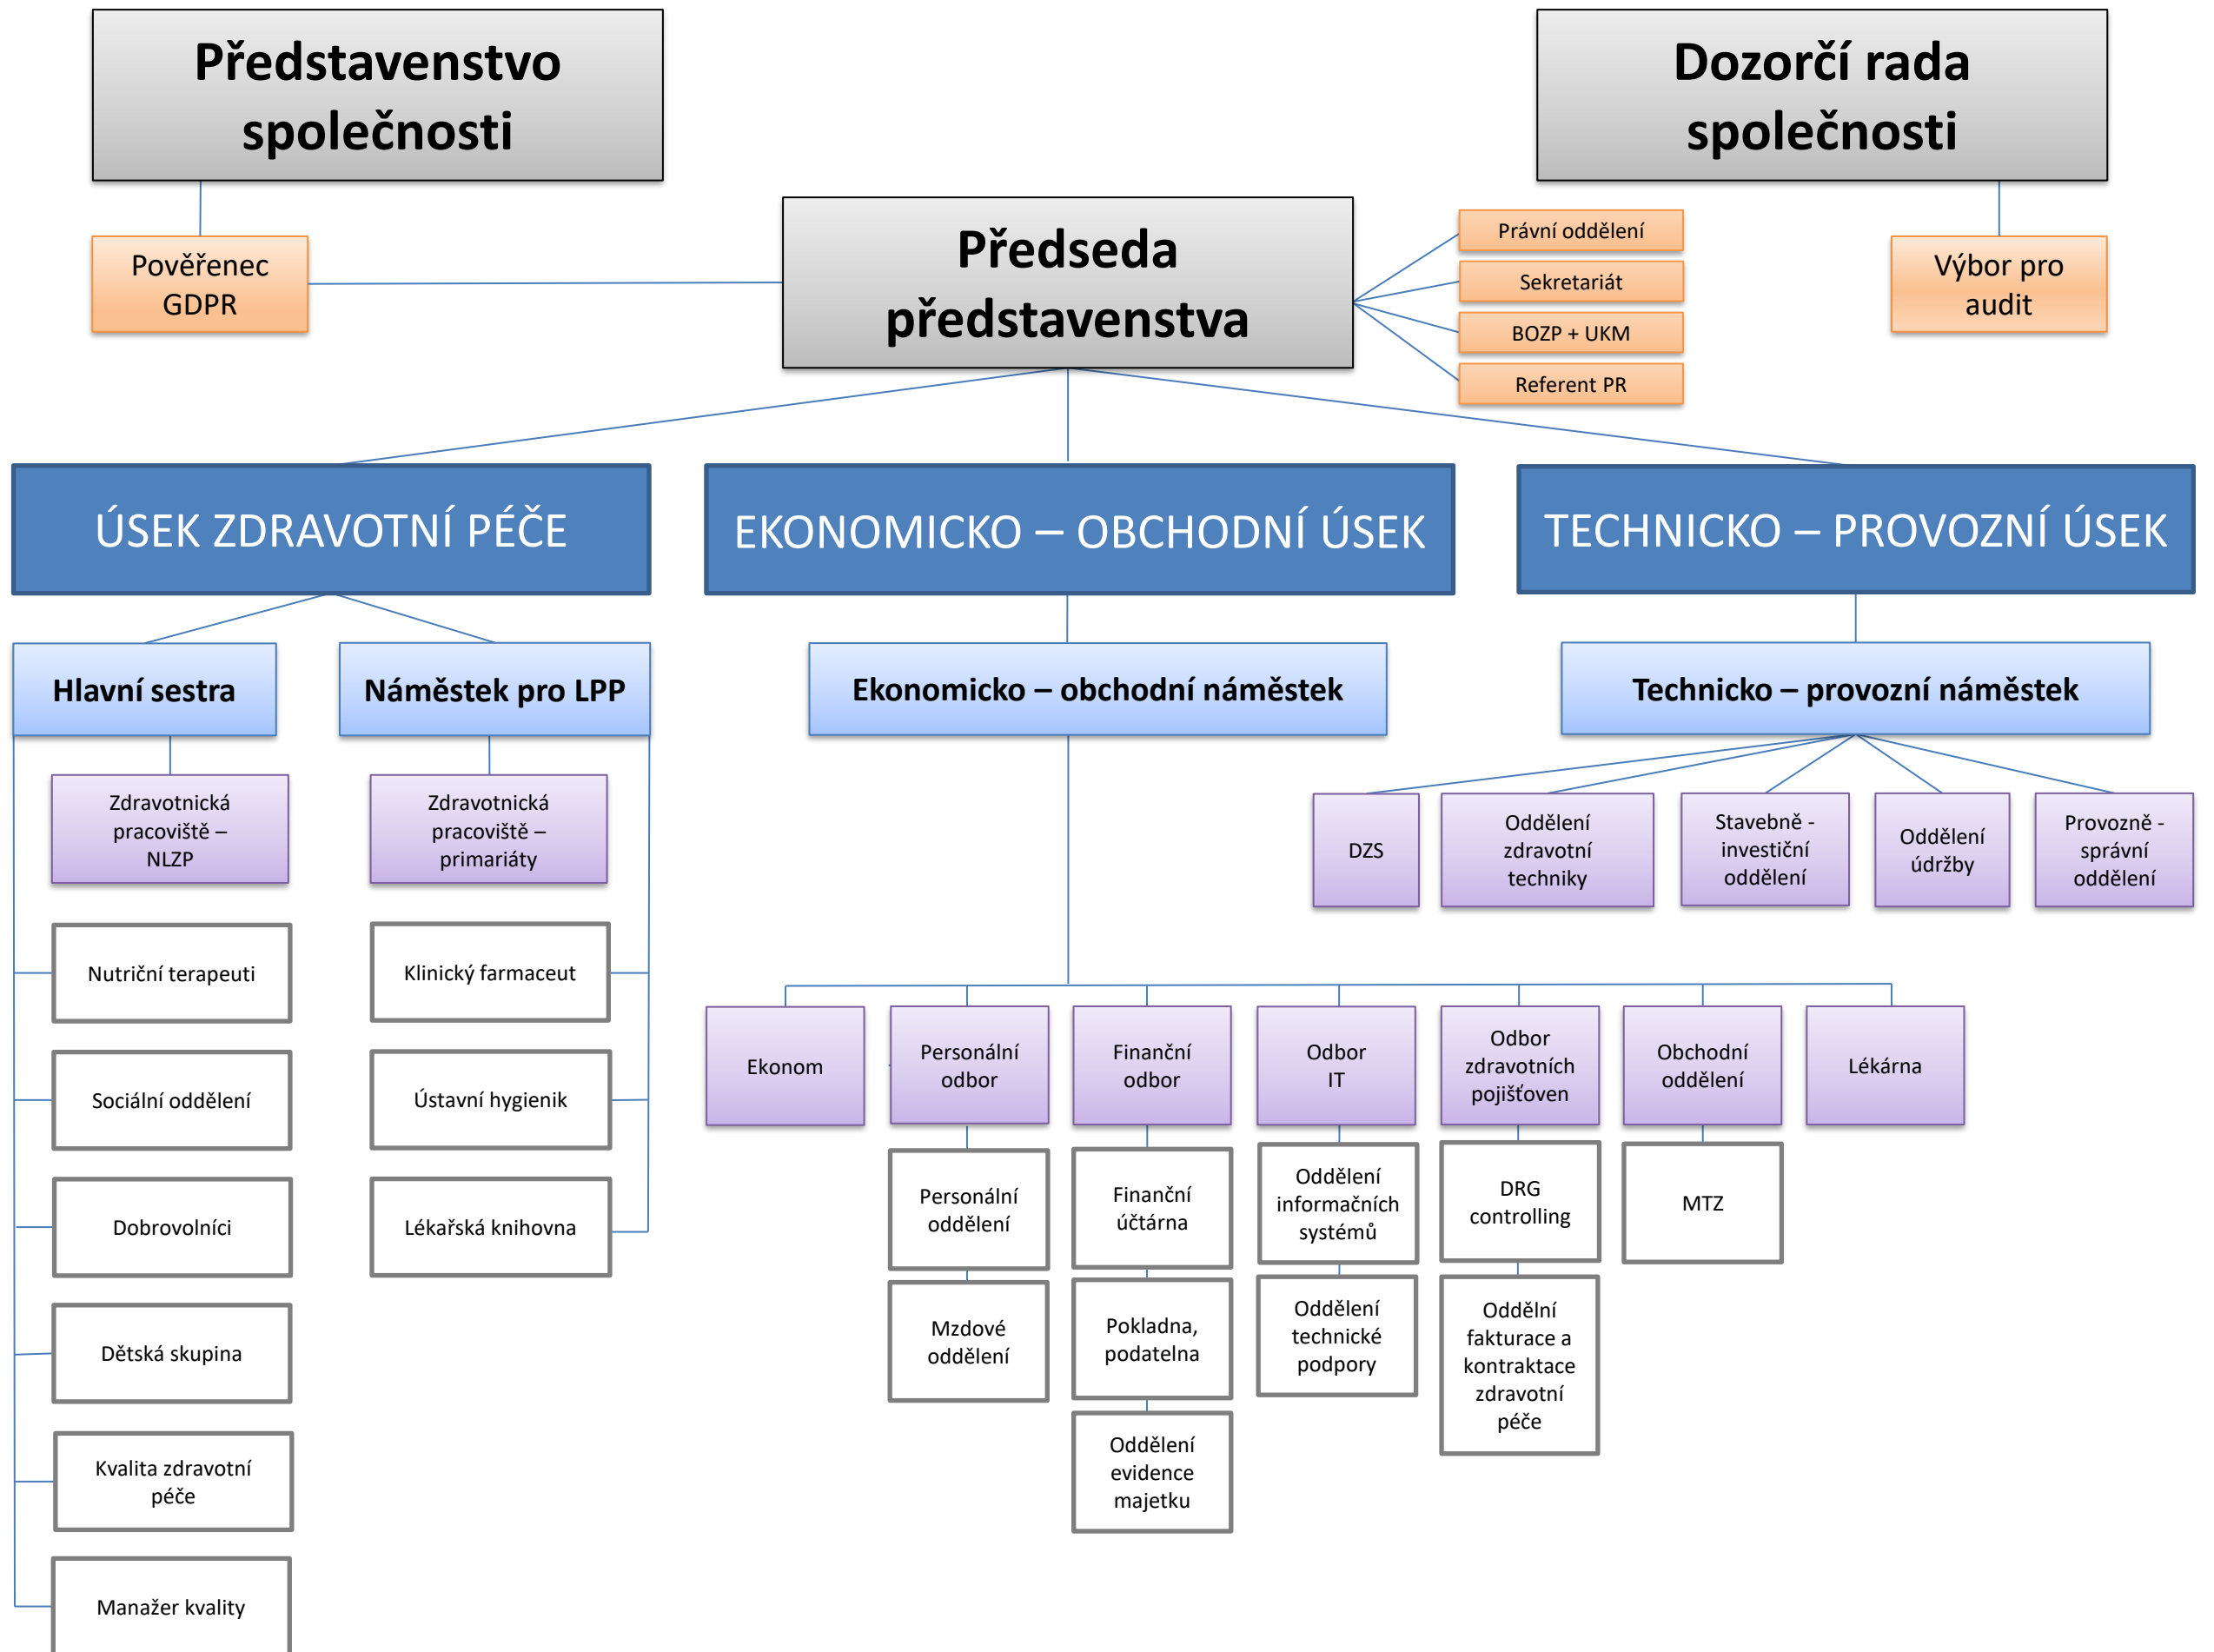 Představenstvo
společnosti
Dozorčí rada
společnosti
Pověřenec
GDPR
Předseda
představenstva
Právní oddělení
Sekretariát
BOZP + UKM
Referent PR
Výbor pro
audit
ÚSEK ZDRAVOTNÍ PÉČE
EKONOMICKO – OBCHODNÍ ÚSEK
TECHNICKO – PROVOZNÍ ÚSEK
Hlavní sestra
Náměstek pro LPP
Ekonomicko – obchodní náměstek
Technicko – provozní náměstek
Zdravotnická
pracoviště –
NLZP
Zdravotnická
pracoviště –
primariáty
DZS
Oddělení
zdravotní
techniky
Stavebně -
investiční
oddělení
Oddělení
údržby
Provozně -
správní
oddělení
Nutriční terapeuti
Sociální oddělení
Dobrovolníci
Dětská skupina
Kvalita zdravotní
péče
Manažer kvality
Klinický farmaceut
Ústavní hygienik
Lékařská knihovna
Ekonom
Personální
odbor
Finanční
odbor
Odbor
IT
Odbor
zdravotních
pojišťoven
Obchodní
oddělení
Lékárna
Personální
oddělení
Mzdové
oddělení
Finanční
účtárna
Pokladna,
podatelna
Oddělení
evidence
majetku
Oddělení
informačních
systémů
Oddělení
technické
podpory
DRG
controlling
Oddělní
fakturace a
kontraktace
zdravotní
péče
MTZ